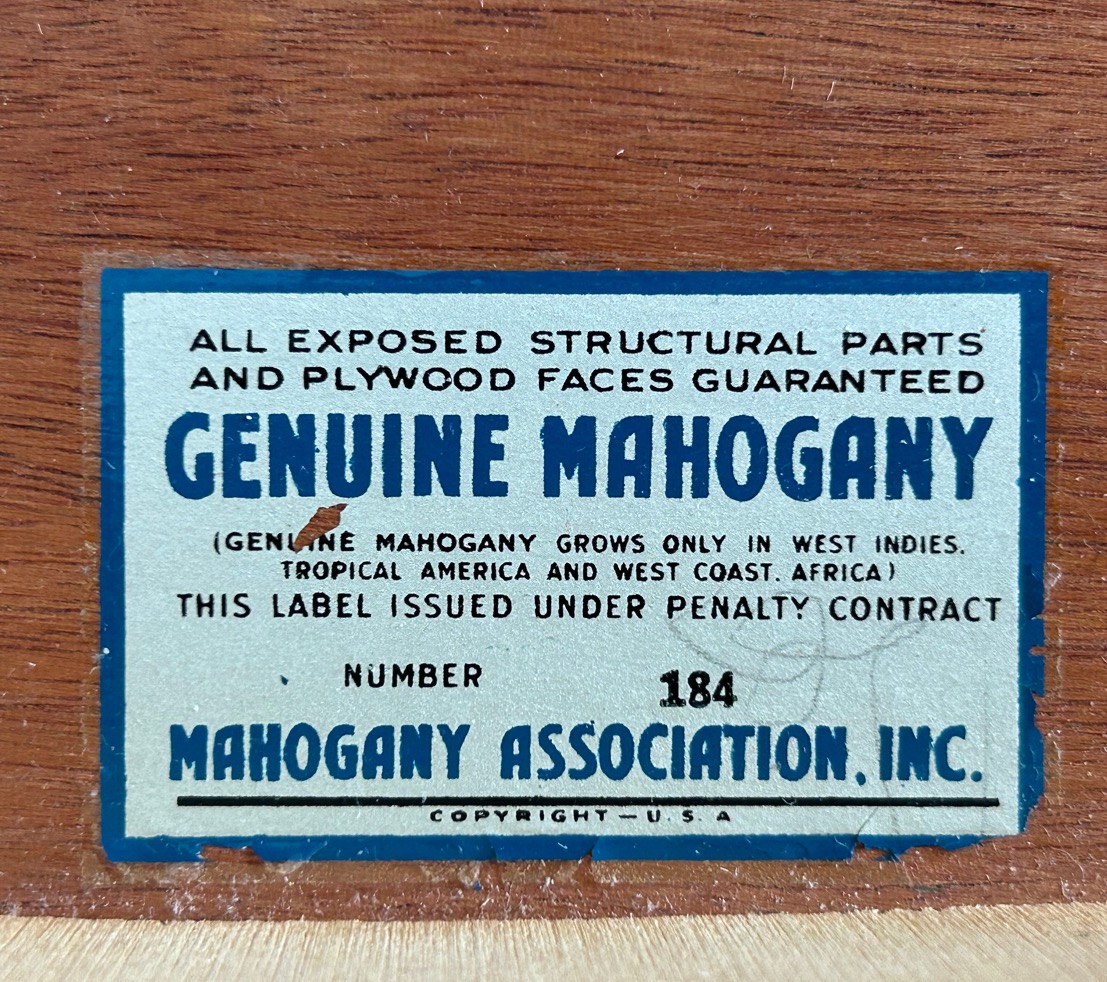 ALL EXPOSED STRUCTURAL PARTS
AND PLYWOOD FACES GUARANTEED
GENUINE MAHOGANY
(GENUINE MAHOGANY GROWS ONLY IN WEST INDIES.
TROPICAL AMERICA AND WEST COAST. AFRICA)
THIS LABEL ISSUED UNDER PENALTY CONTRACT
NUMBER 184
MAHOGANY ASSOCIATION, INC.
COPYRIGHT — U. S. A